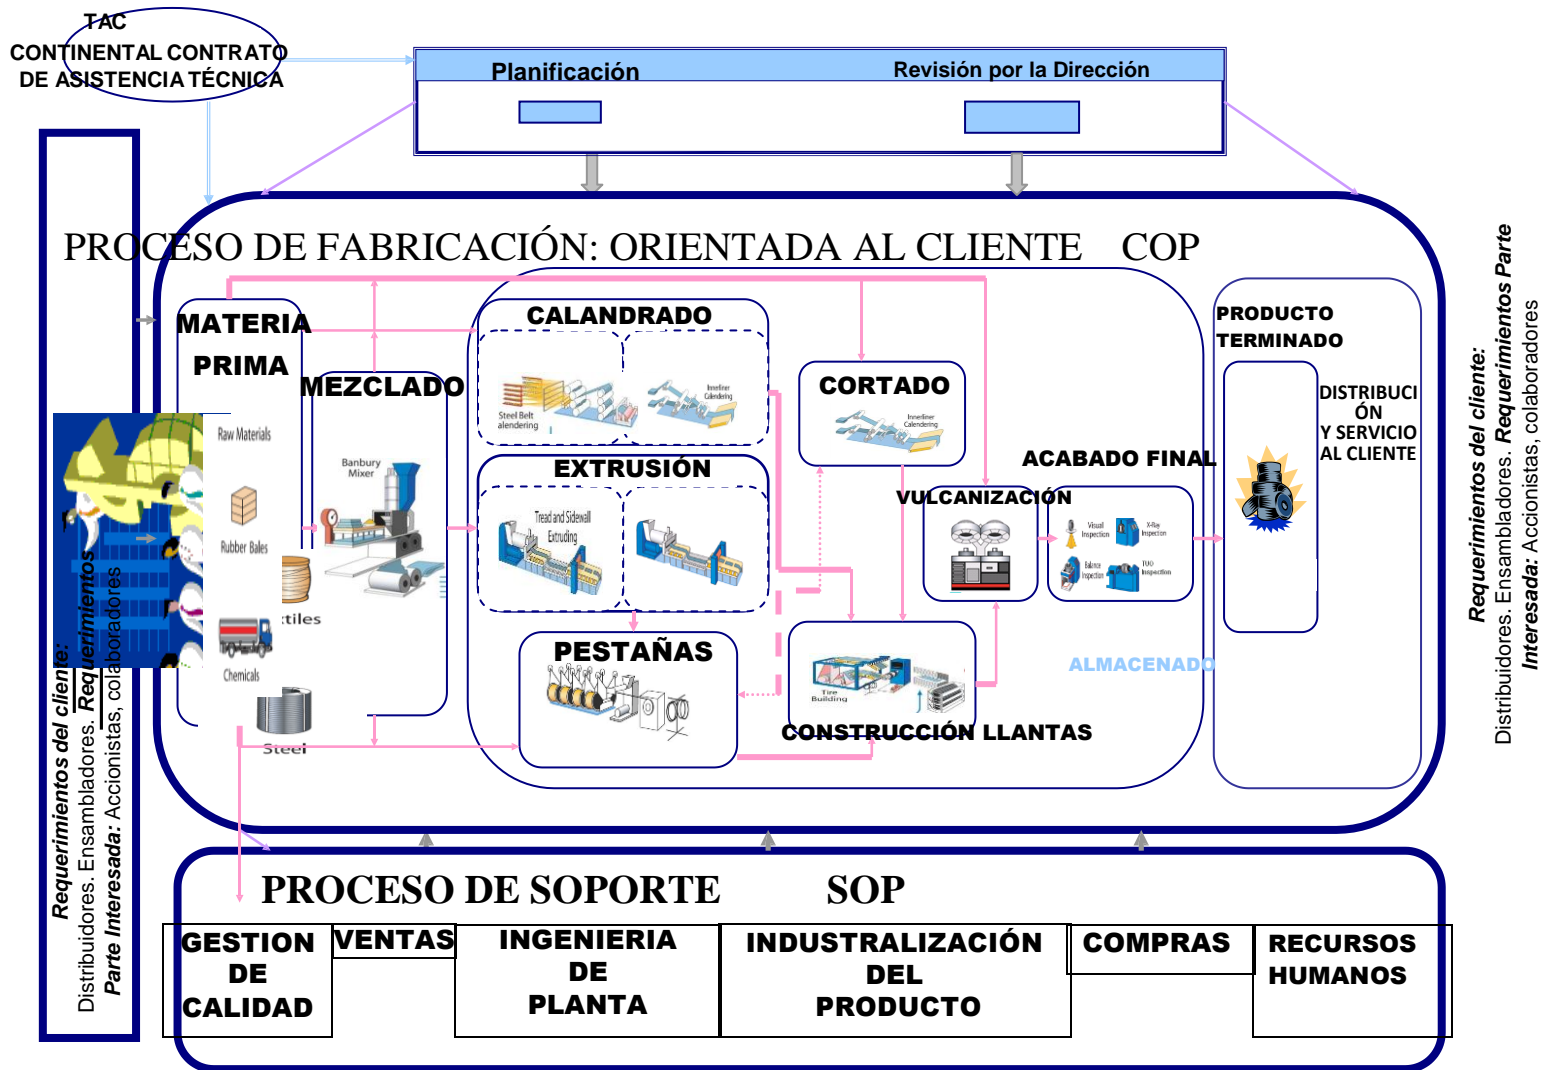 TAC
CONTINENTAL CONTRATO
DE ASISTENCIA TÉCNICA
Planificación
Revisión por la Dirección
PROCESO DE FABRICACIÓN: ORIENTADA AL CLIENTE COP
MATERIA
PRIMA
Raw Materials
Rubber Bales
xtiles
Chemicals
Steel
MEZCLADO
Banbury
Mixer
CALANDRADO
Steel Belt
alendering
Innerliner
Calendering
EXTRUSIÓN
Tread and Sidewall
Extruding
PESTAÑAS
CORTADO
Innerliner
Calendering
Tire
Building
CONSTRUCCIÓN LLANTAS
VULCANIZACIÓN
ACABADO FINAL
Visual
Inspection
X-Ray
Inspection
Balance
Inspection
TUO
Inspection
ALMACENADO
PRODUCTO
TERMINADO
DISTRIBUCI
ÓN
Y SERVICIO
AL CLIENTE
Requerimientos del cliente:
Distribuidores. Ensambladores. Requerimientos
Parte Interesada: Accionistas, colaboradores
Requerimientos del cliente:
Distribuidores. Ensambladores. Requerimientos Parte
Interesada: Accionistas, colaboradores
PROCESO DE SOPORTE SOP
GESTION
DE
CALIDAD
VENTAS
INGENIERIA
DE
PLANTA
INDUSTRALIZACIÓN
DEL
PRODUCTO
COMPRAS
RECURSOS
HUMANOS